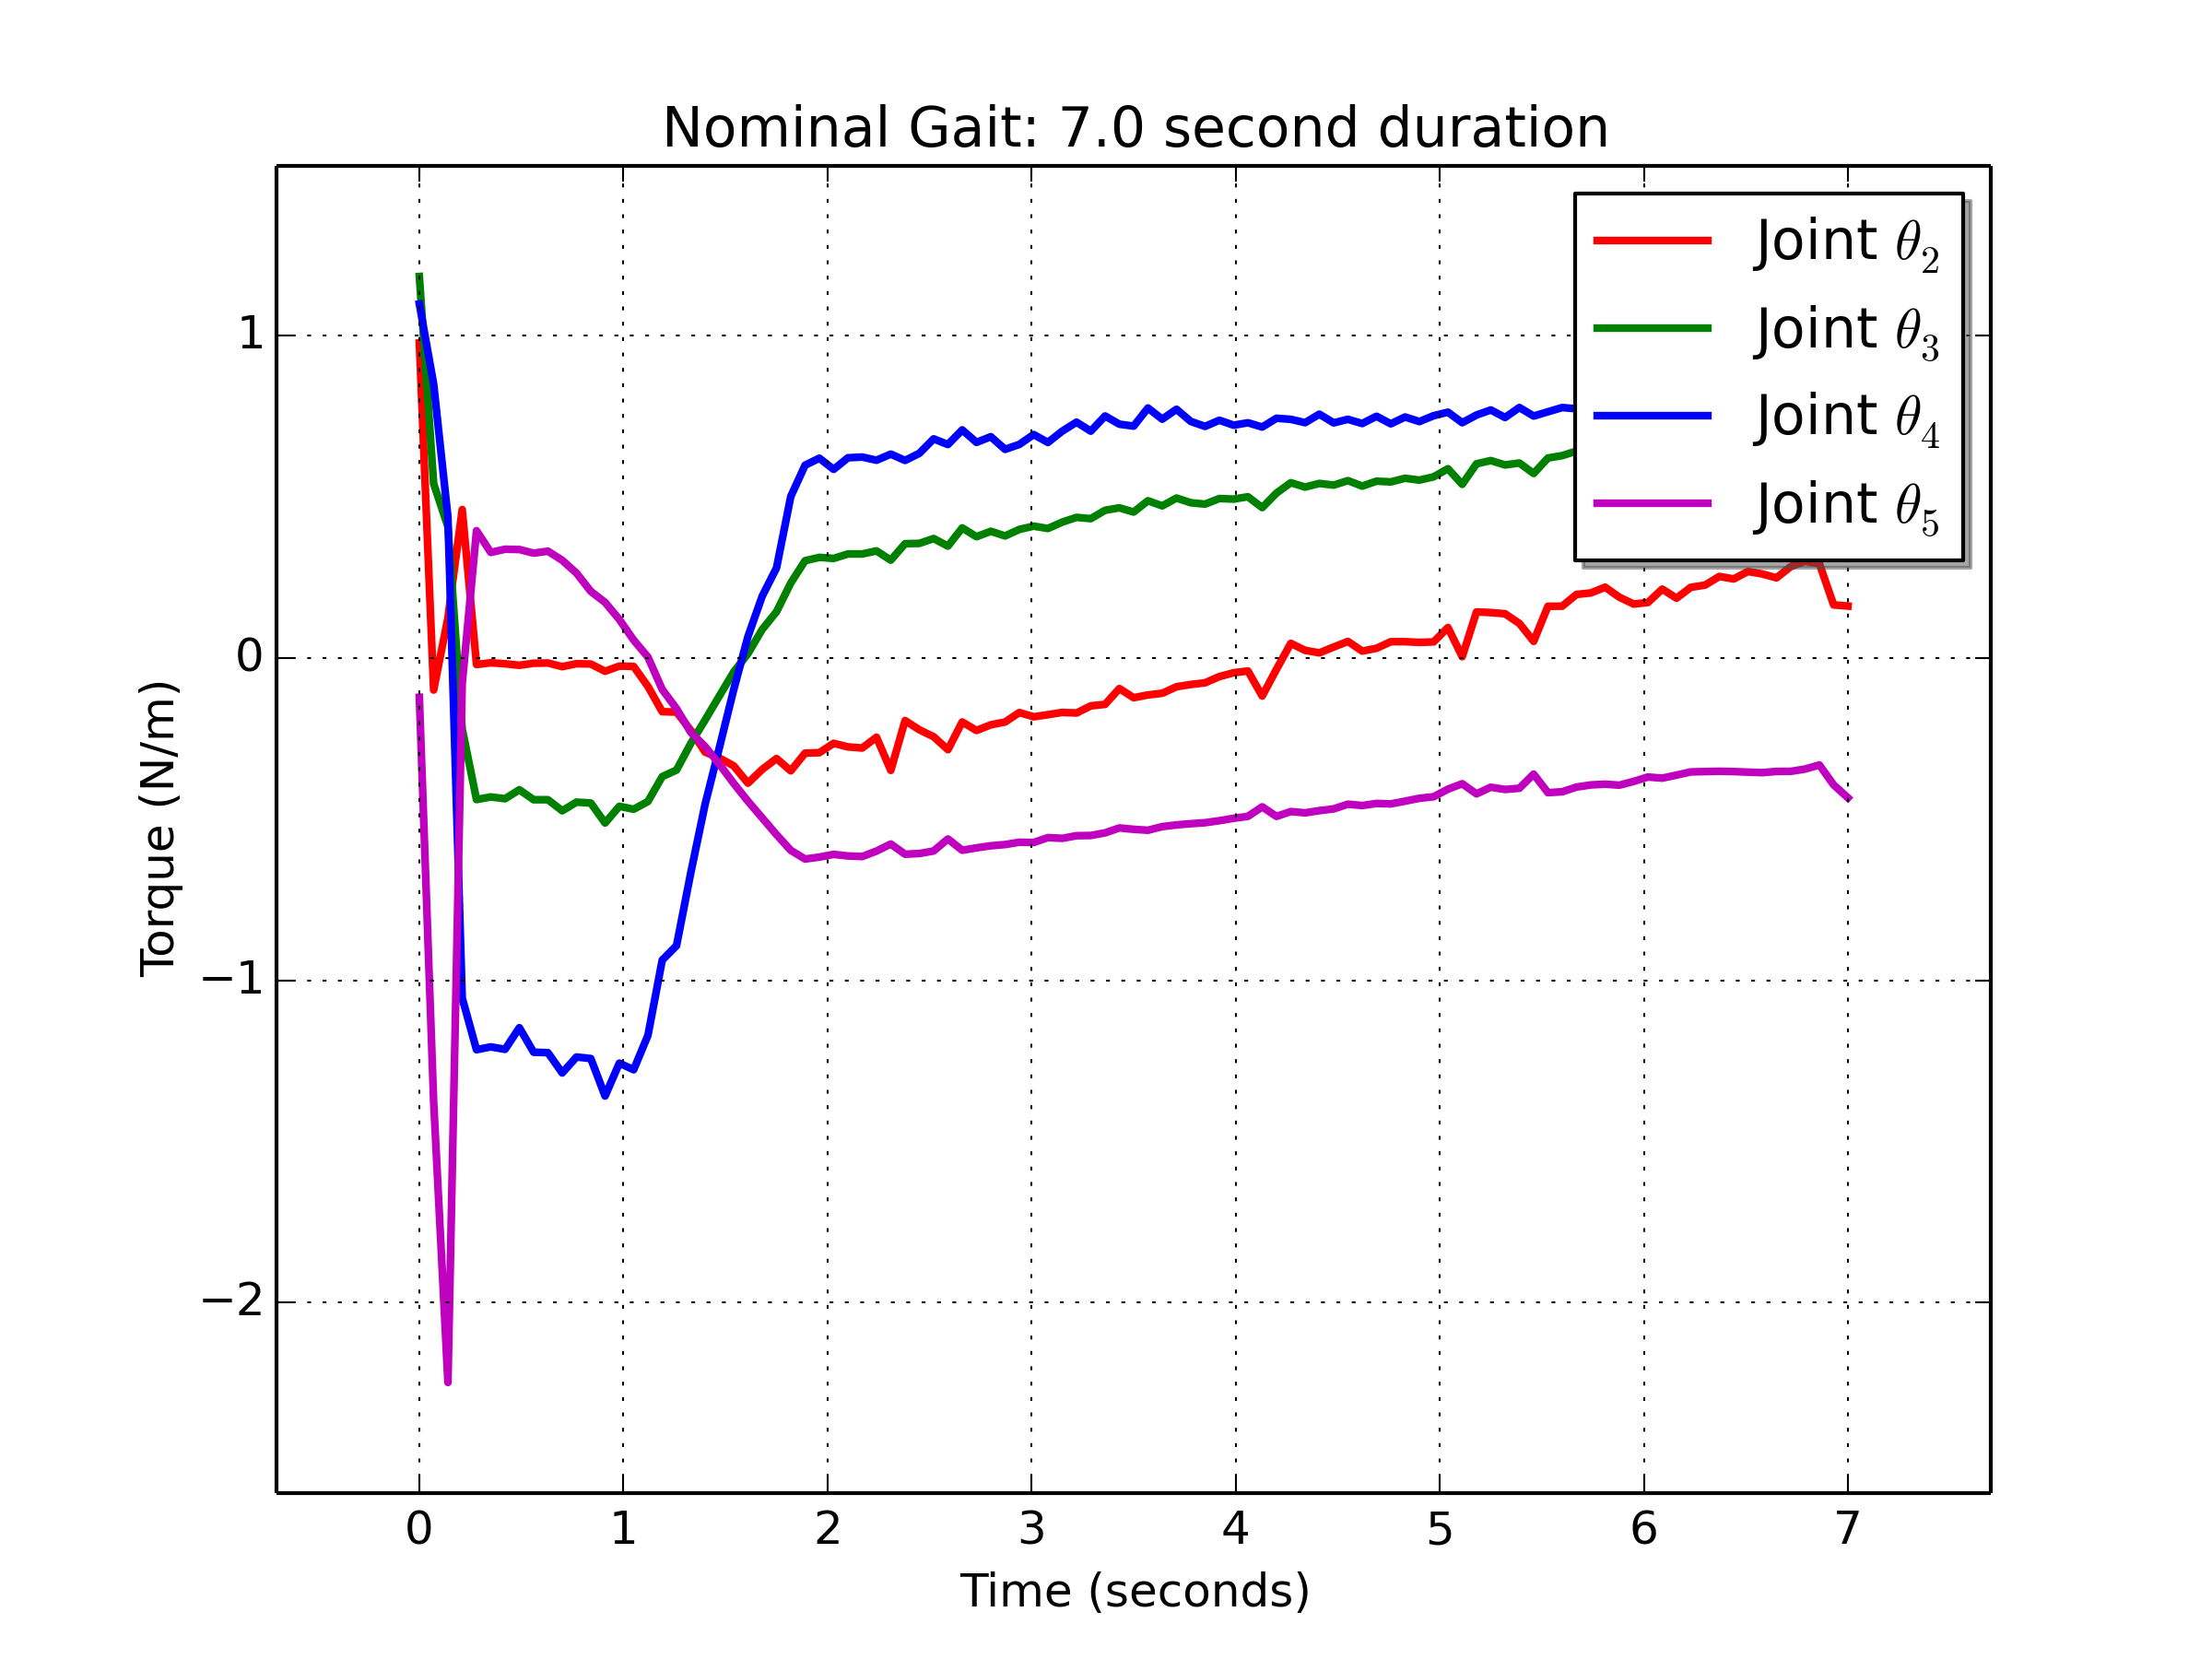 Nominal Gait: 7.0 second duration
Joint θ₂
Joint θ₃
Joint θ₄
Joint θ₅
1
0
−1
−2
Torque (N/m)
0 1 2 3 4 5 6 7
Time (seconds)